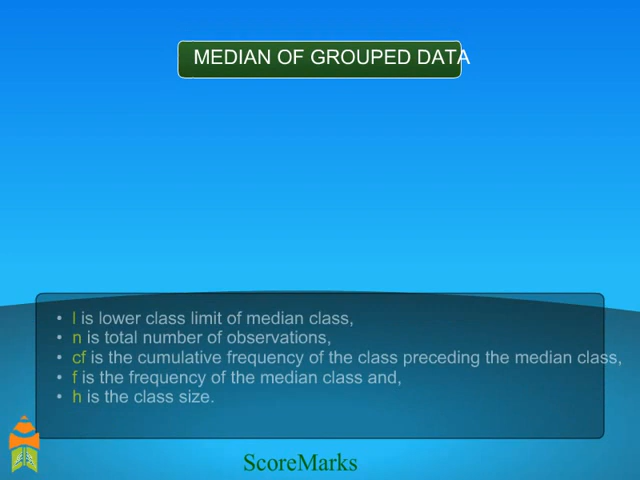 MEDIAN OF GROUPED DATA
• l is lower class limit of median class,
• n is total number of observations,
• cf is the cumulative frequency of the class preceding the median class,
• f is the frequency of the median class and,
• h is the class size.
ScoreMarks